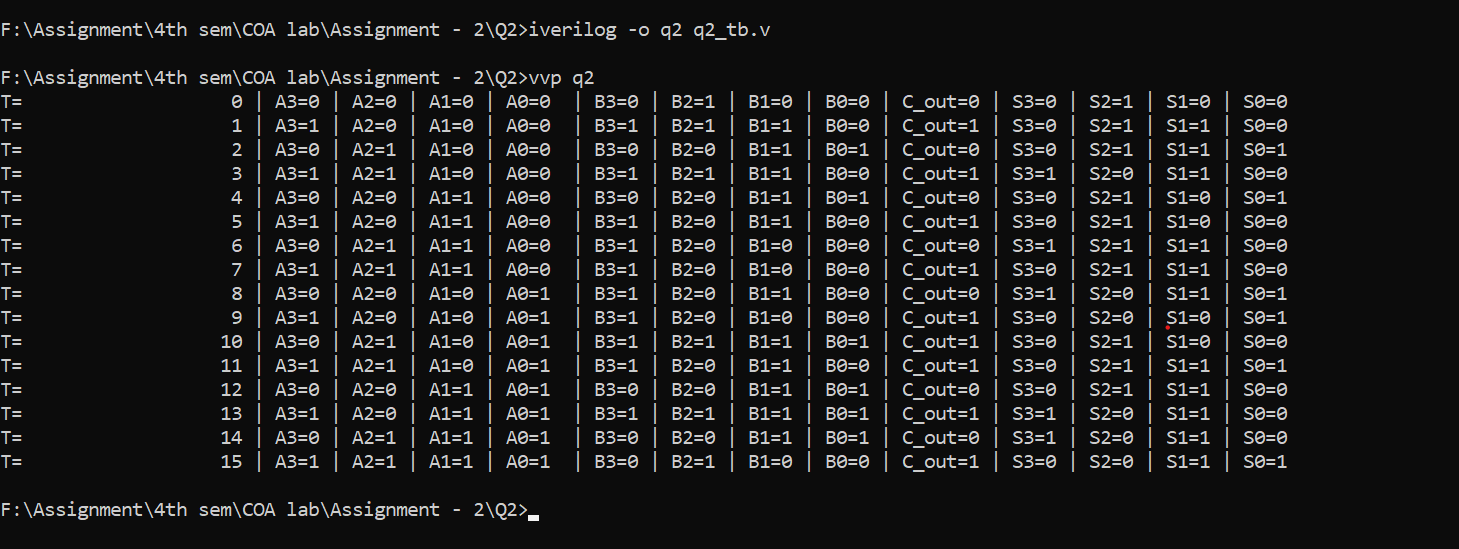 F:\Assignment\4th sem\COA lab\Assignment - 2\Q2>iverilog -o q2 q2_tb.v
F:\Assignment\4th sem\COA lab\Assignment - 2\Q2>vvp q2
T=                   0 | A3=0 | A2=0 | A1=0 | A0=0  | B3=0 | B2=1 | B1=0 | B0=0 | C_out=0 | S3=0 | S2=1 | S1=0 | S0=0
T=                   1 | A3=1 | A2=0 | A1=0 | A0=0  | B3=1 | B2=1 | B1=1 | B0=0 | C_out=1 | S3=0 | S2=1 | S1=1 | S0=0
T=                   2 | A3=0 | A2=1 | A1=0 | A0=0  | B3=0 | B2=0 | B1=1 | B0=1 | C_out=0 | S3=0 | S2=1 | S1=1 | S0=1
T=                   3 | A3=1 | A2=1 | A1=0 | A0=0  | B3=1 | B2=1 | B1=1 | B0=0 | C_out=1 | S3=1 | S2=0 | S1=1 | S0=0
T=                   4 | A3=0 | A2=0 | A1=1 | A0=0  | B3=0 | B2=0 | B1=1 | B0=1 | C_out=0 | S3=0 | S2=1 | S1=0 | S0=1
T=                   5 | A3=1 | A2=0 | A1=1 | A0=0  | B3=1 | B2=0 | B1=1 | B0=0 | C_out=1 | S3=0 | S2=1 | S1=0 | S0=0
T=                   6 | A3=0 | A2=1 | A1=1 | A0=0  | B3=1 | B2=0 | B1=0 | B0=0 | C_out=0 | S3=1 | S2=1 | S1=1 | S0=0
T=                   7 | A3=1 | A2=1 | A1=1 | A0=0  | B3=1 | B2=0 | B1=0 | B0=0 | C_out=1 | S3=0 | S2=1 | S1=1 | S0=0
T=                   8 | A3=0 | A2=0 | A1=0 | A0=1  | B3=1 | B2=0 | B1=1 | B0=0 | C_out=0 | S3=1 | S2=0 | S1=1 | S0=1
T=                   9 | A3=1 | A2=0 | A1=0 | A0=1  | B3=1 | B2=0 | B1=0 | B0=0 | C_out=1 | S3=0 | S2=0 | S1=0 | S0=1
T=                  10 | A3=0 | A2=1 | A1=0 | A0=1  | B3=1 | B2=1 | B1=1 | B0=1 | C_out=1 | S3=0 | S2=1 | S1=0 | S0=0
T=                  11 | A3=1 | A2=1 | A1=0 | A0=1  | B3=1 | B2=0 | B1=1 | B0=0 | C_out=1 | S3=0 | S2=1 | S1=1 | S0=1
T=                  12 | A3=0 | A2=0 | A1=1 | A0=1  | B3=0 | B2=0 | B1=1 | B0=1 | C_out=0 | S3=0 | S2=1 | S1=1 | S0=0
T=                  13 | A3=1 | A2=0 | A1=1 | A0=1  | B3=1 | B2=1 | B1=1 | B0=1 | C_out=1 | S3=1 | S2=0 | S1=1 | S0=0
T=                  14 | A3=0 | A2=1 | A1=1 | A0=1  | B3=0 | B2=0 | B1=1 | B0=1 | C_out=0 | S3=1 | S2=0 | S1=1 | S0=0
T=                  15 | A3=1 | A2=1 | A1=1 | A0=1  | B3=0 | B2=1 | B1=0 | B0=0 | C_out=1 | S3=0 | S2=0 | S1=1 | S0=1
F:\Assignment\4th sem\COA lab\Assignment - 2\Q2>